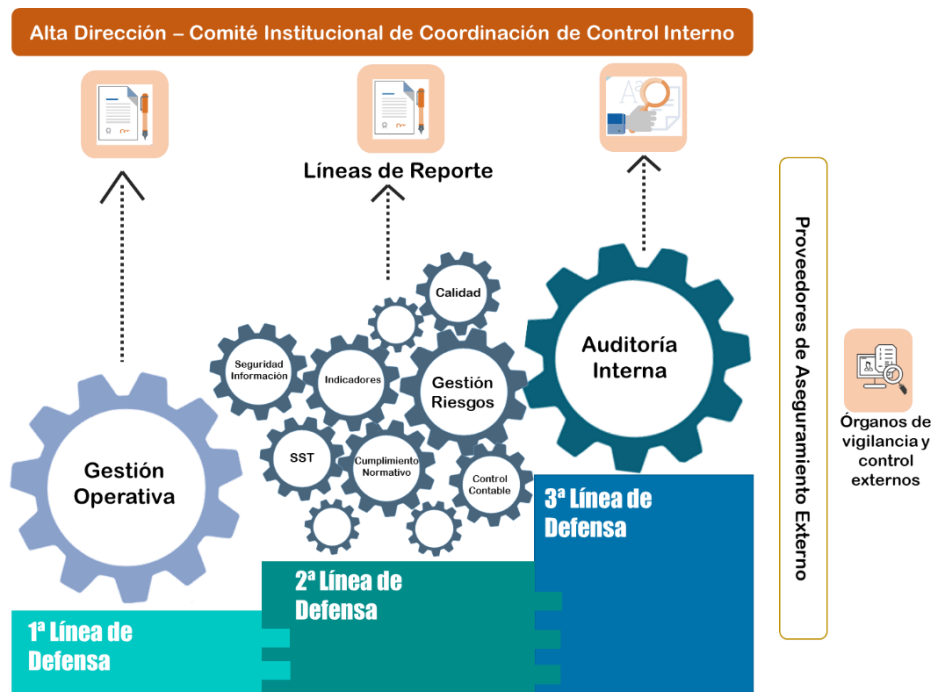 Alta Dirección – Comité Institucional de Coordinación de Control Interno
Líneas de Reporte
Calidad
Seguridad
Información
Indicadores
Gestión
Riesgos
SST
Cumplimiento
Normativo
Control
Contable
Gestión
Operativa
Auditoría
Interna
1ª Línea de
Defensa
2ª Línea de
Defensa
3ª Línea de
Defensa
Proveedores de Aseguramiento Externo
Órganos de
vigilancia y
control
externos